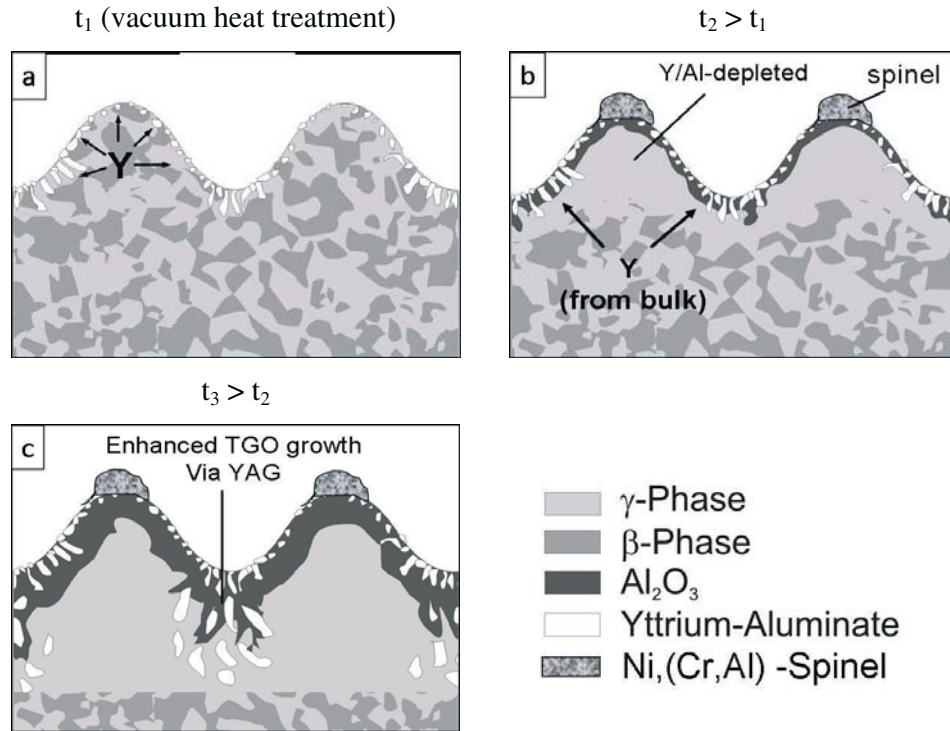 t₁ (vacuum heat treatment)
t₂ > t₁
a
Y
b
Y/Al-depleted
spinel
Y
(from bulk)
t₃ > t₂
c
Enhanced TGO growth
Via YAG
γ-Phase
β-Phase
Al₂O₃
Yttrium-Aluminate
Ni,(Cr,Al) -Spinel